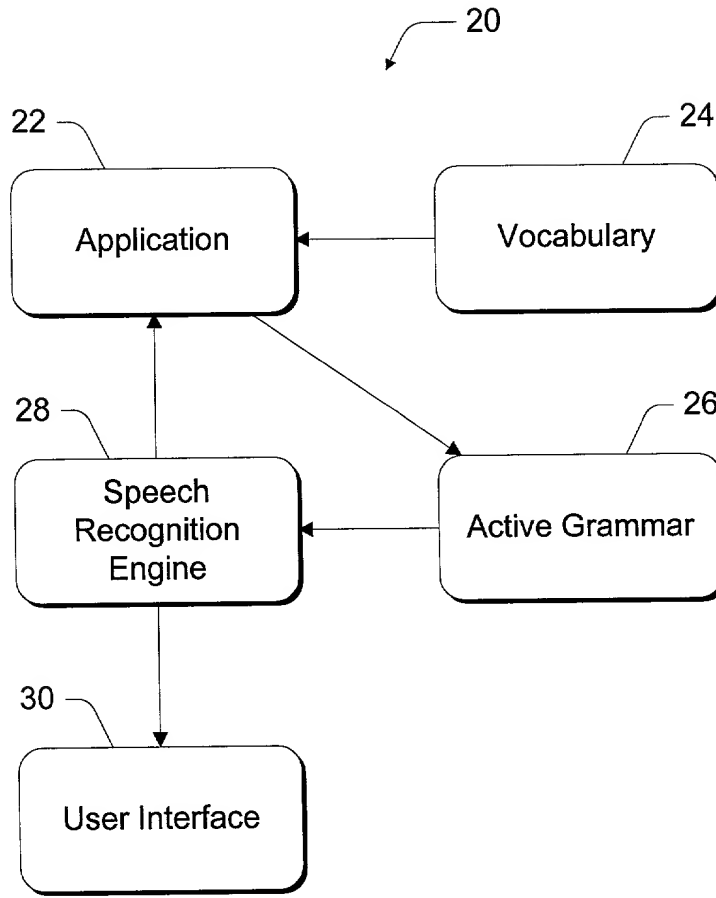 20
22
24
Application
Vocabulary
28
26
Speech
Recognition
Engine
Active Grammar
30
User Interface